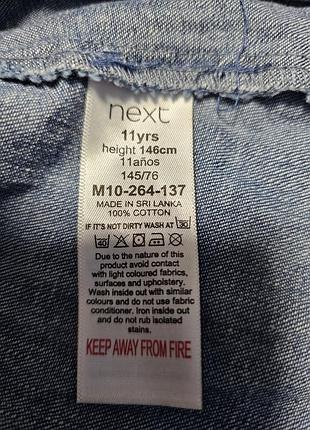 next
11yrs
height 146cm
11años
145/76
M10-264-137
MADE IN SRI LANKA
100% COTTON
IF IT'S NOT DIRTY WASH AT 30
40
Due to the nature of this
product avoid contact
with light coloured fabrics,
surfaces and upholstery.
Wash inside out with similar
colours and do not use fabric
conditioner. Iron inside out
and do not rub isolated
stains.
KEEP AWAY FROM FIRE